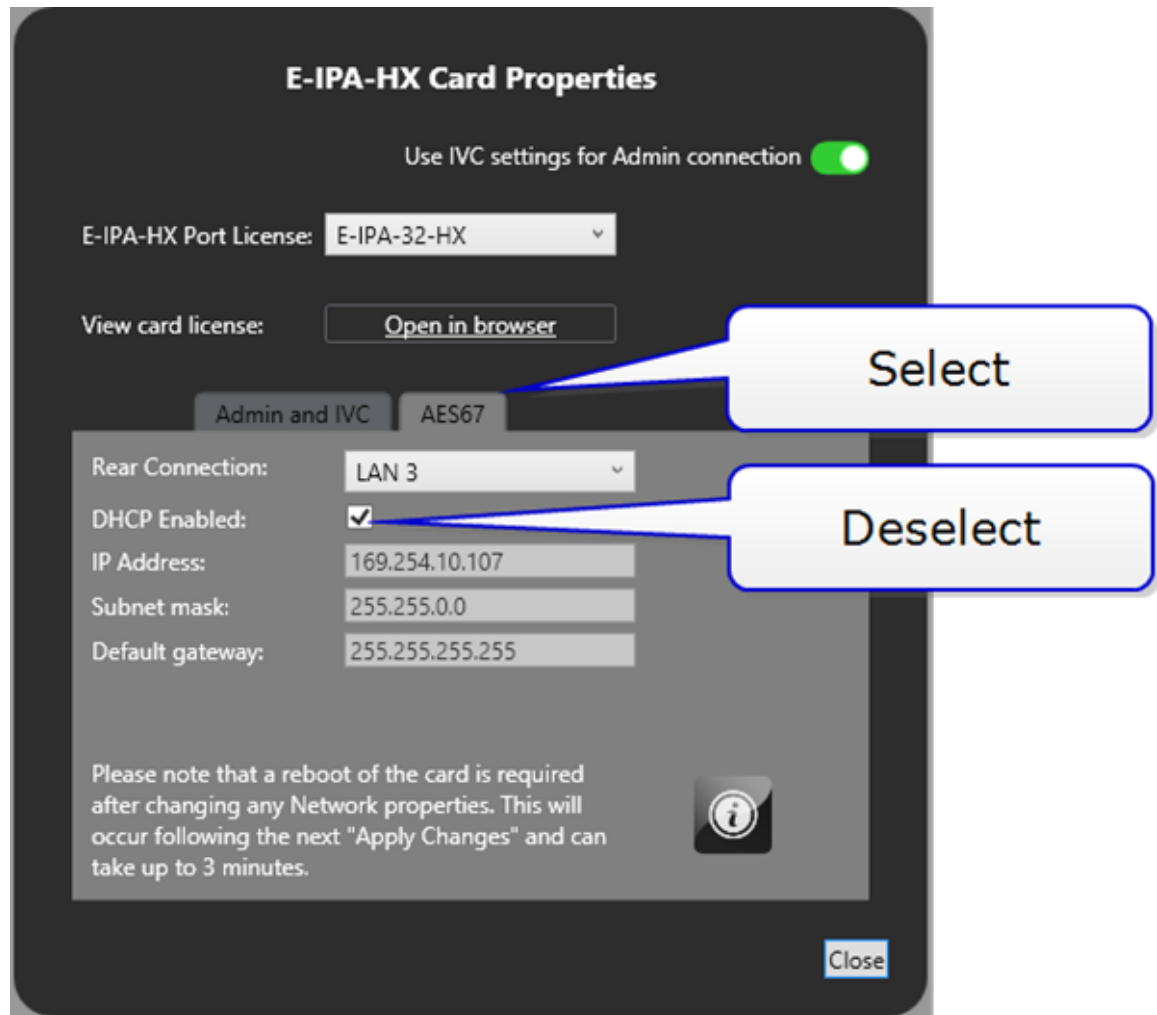 E-IPA-HX Card Properties
Use IVC settings for Admin connection
E-IPA-HX Port License: E-IPA-32-HX
View card license: Open in browser
Select
Admin and IVC AES67
Rear Connection: LAN 3
DHCP Enabled:
Deselect
IP Address: 169.254.10.107
Subnet mask: 255.255.0.0
Default gateway: 255.255.255.255
Please note that a reboot of the card is required
after changing any Network properties. This will
occur following the next "Apply Changes" and can
take up to 3 minutes.
i
Close